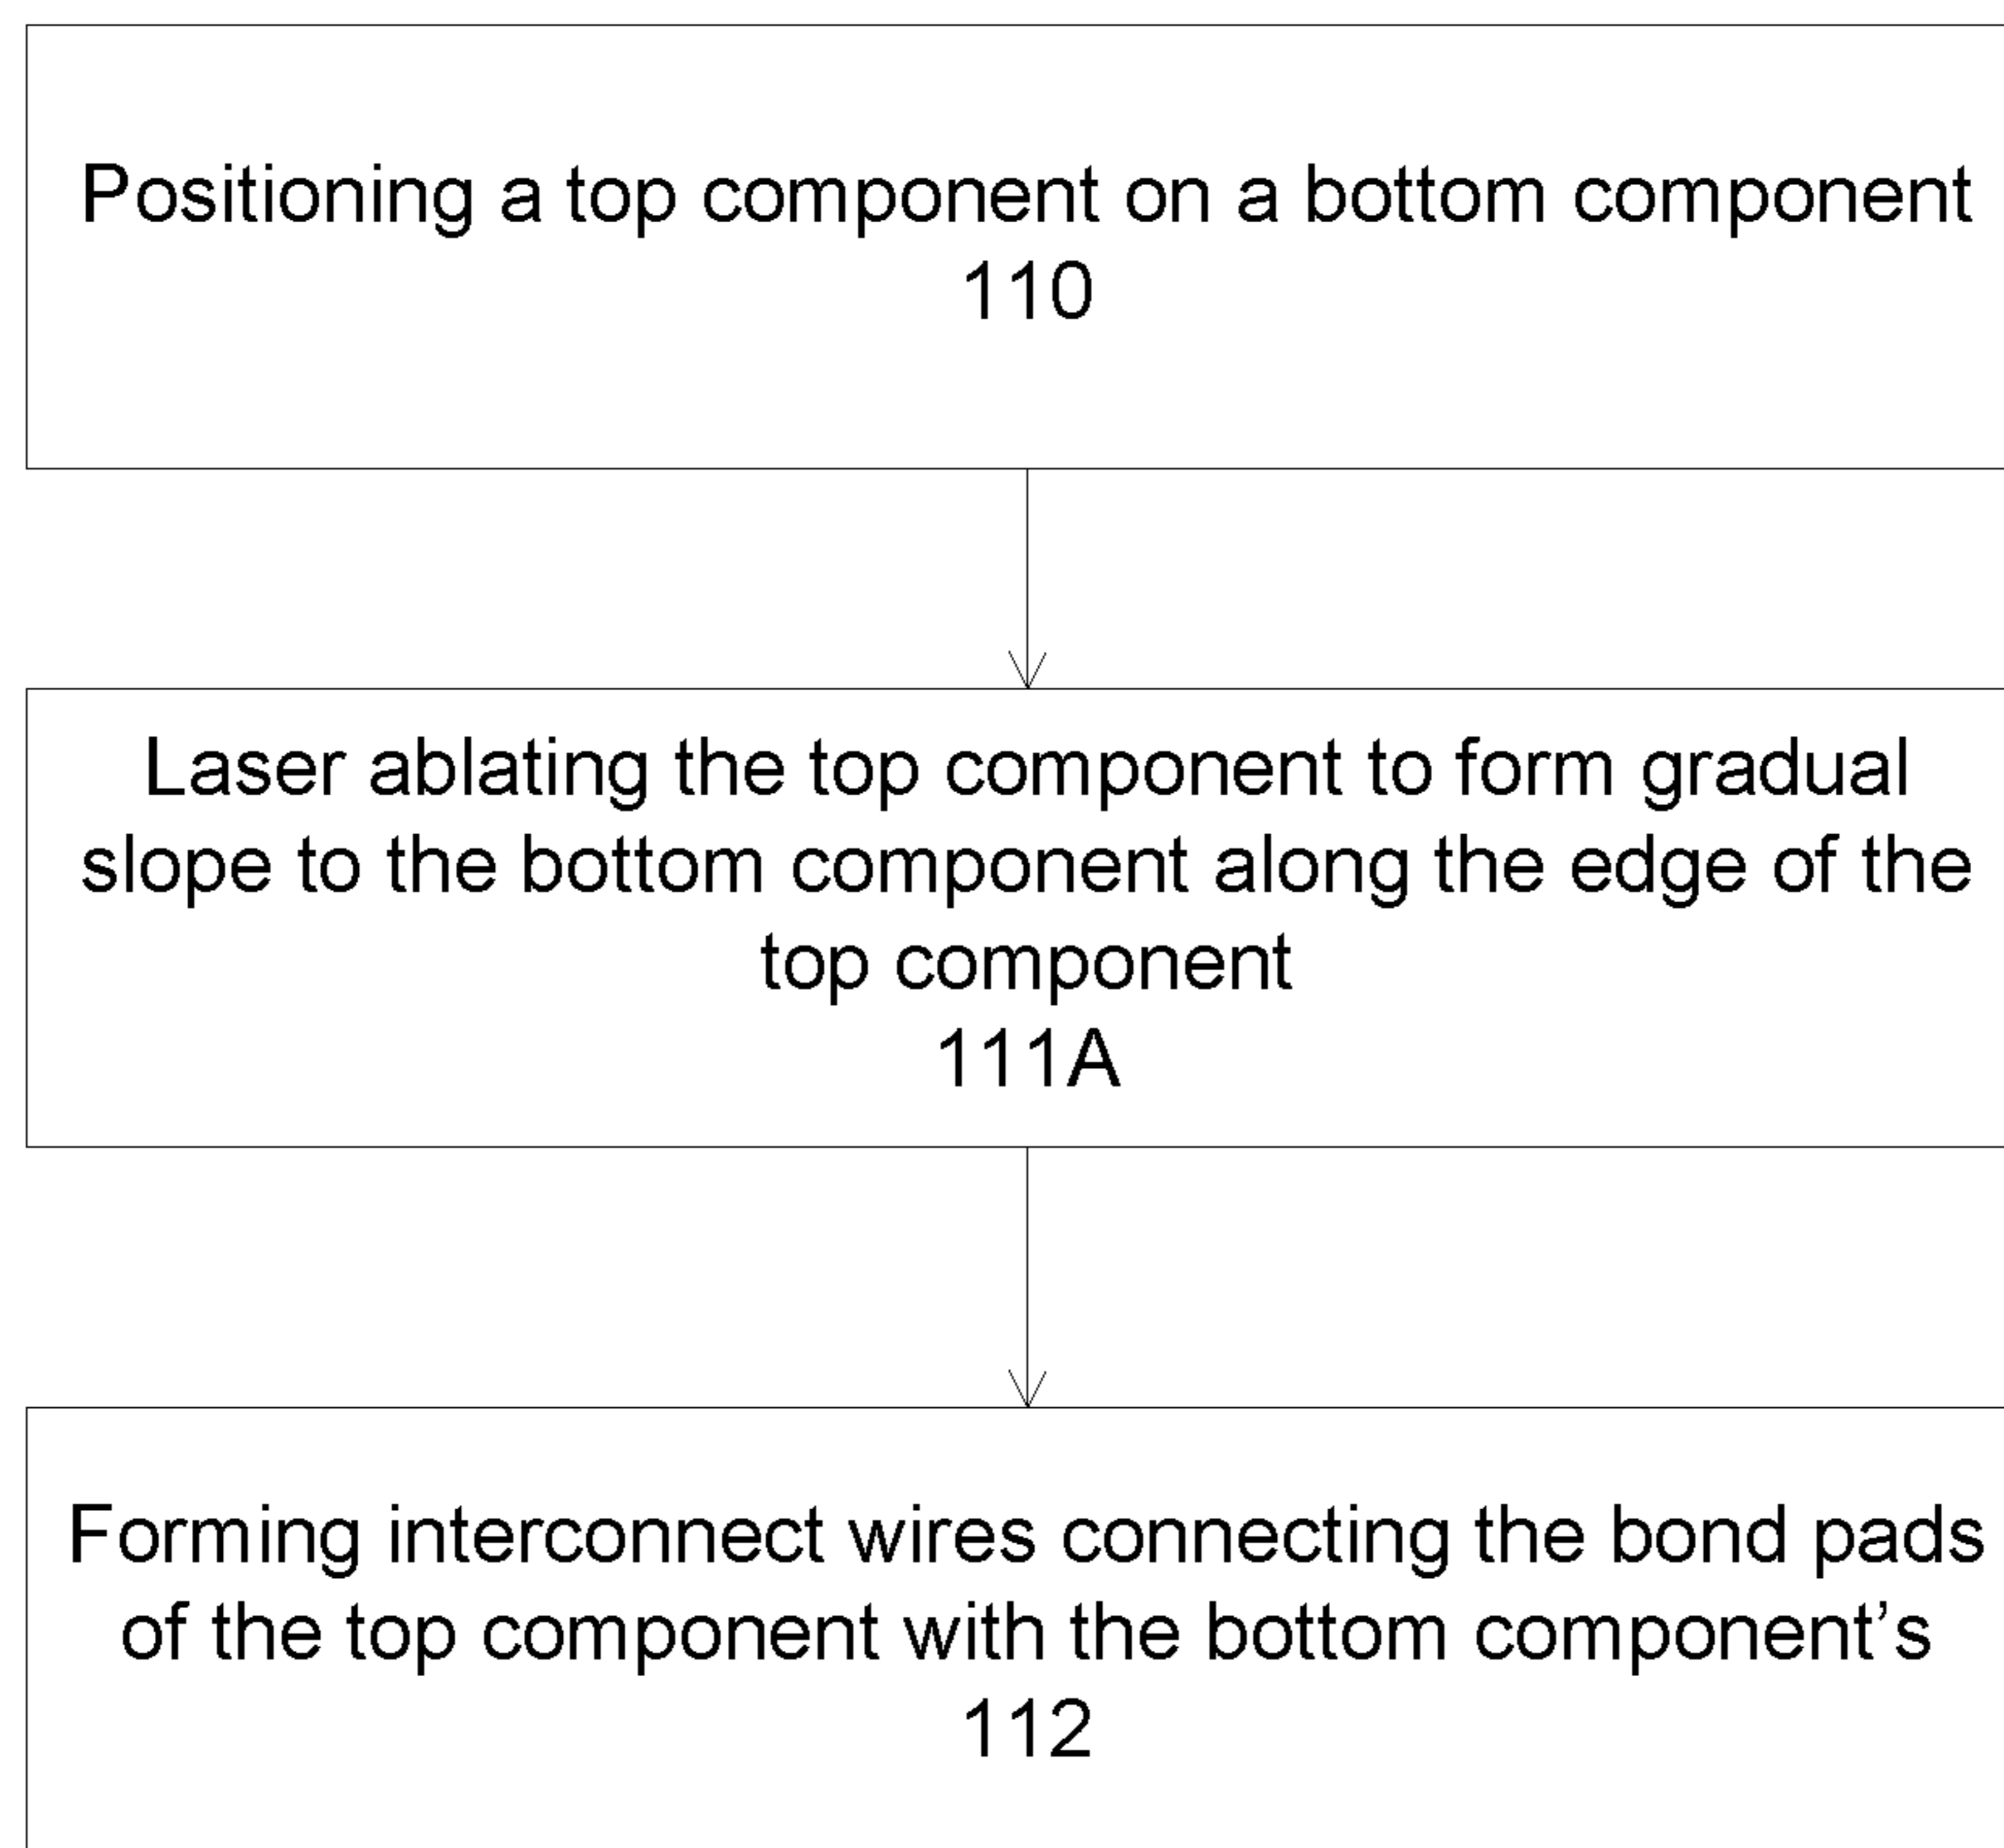 Positioning a top component on a bottom component
110
Laser ablating the top component to form gradual
slope to the bottom component along the edge of the
top component
111A
Forming interconnect wires connecting the bond pads
of the top component with the bottom component’s
112